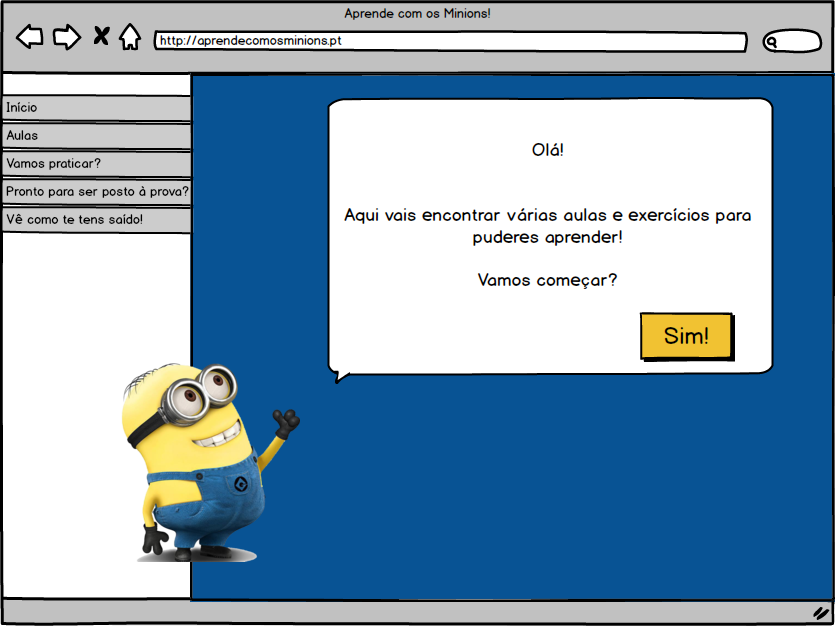 Aprende com os Minions!
http://aprendecomosminions.pt
Início
Aulas
Vamos praticar?
Pronto para ser posto à prova?
Vê como te tens saído!
Olá!
Aqui vais encontrar várias aulas e exercícios para
puderes aprender!
Vamos começar?
Sim!